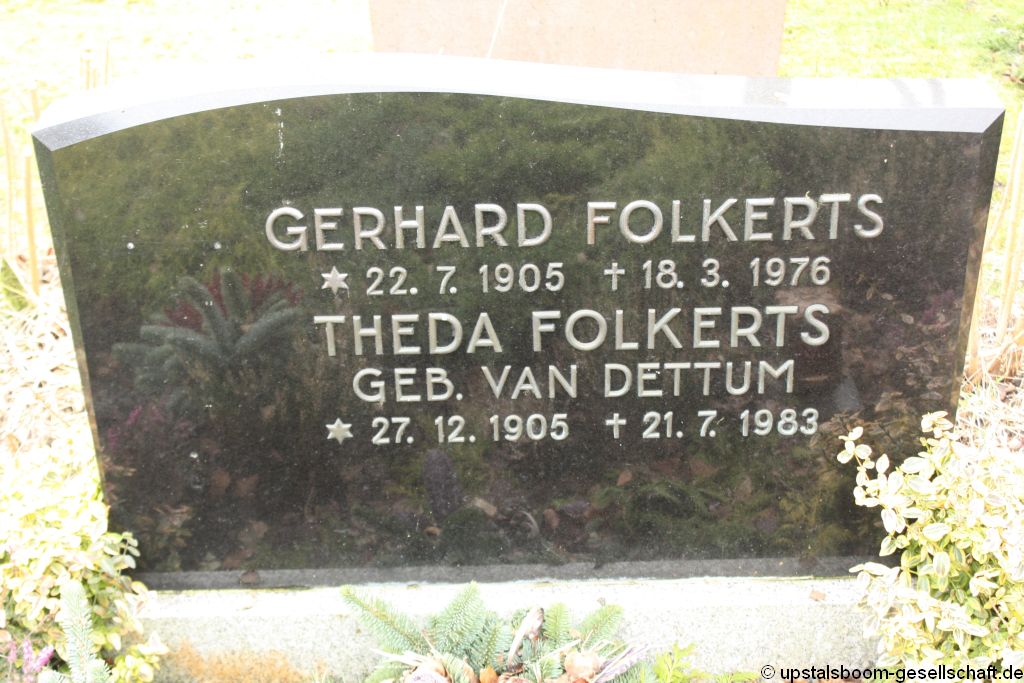 GERHARD FOLKERTS
* 22. 7. 1905 † 18. 3. 1976
THEDA FOLKERTS
GEB. VAN DETTUM
* 27. 12. 1905 † 21. 7. 1983
© upstalsboom-gesellschaft.de